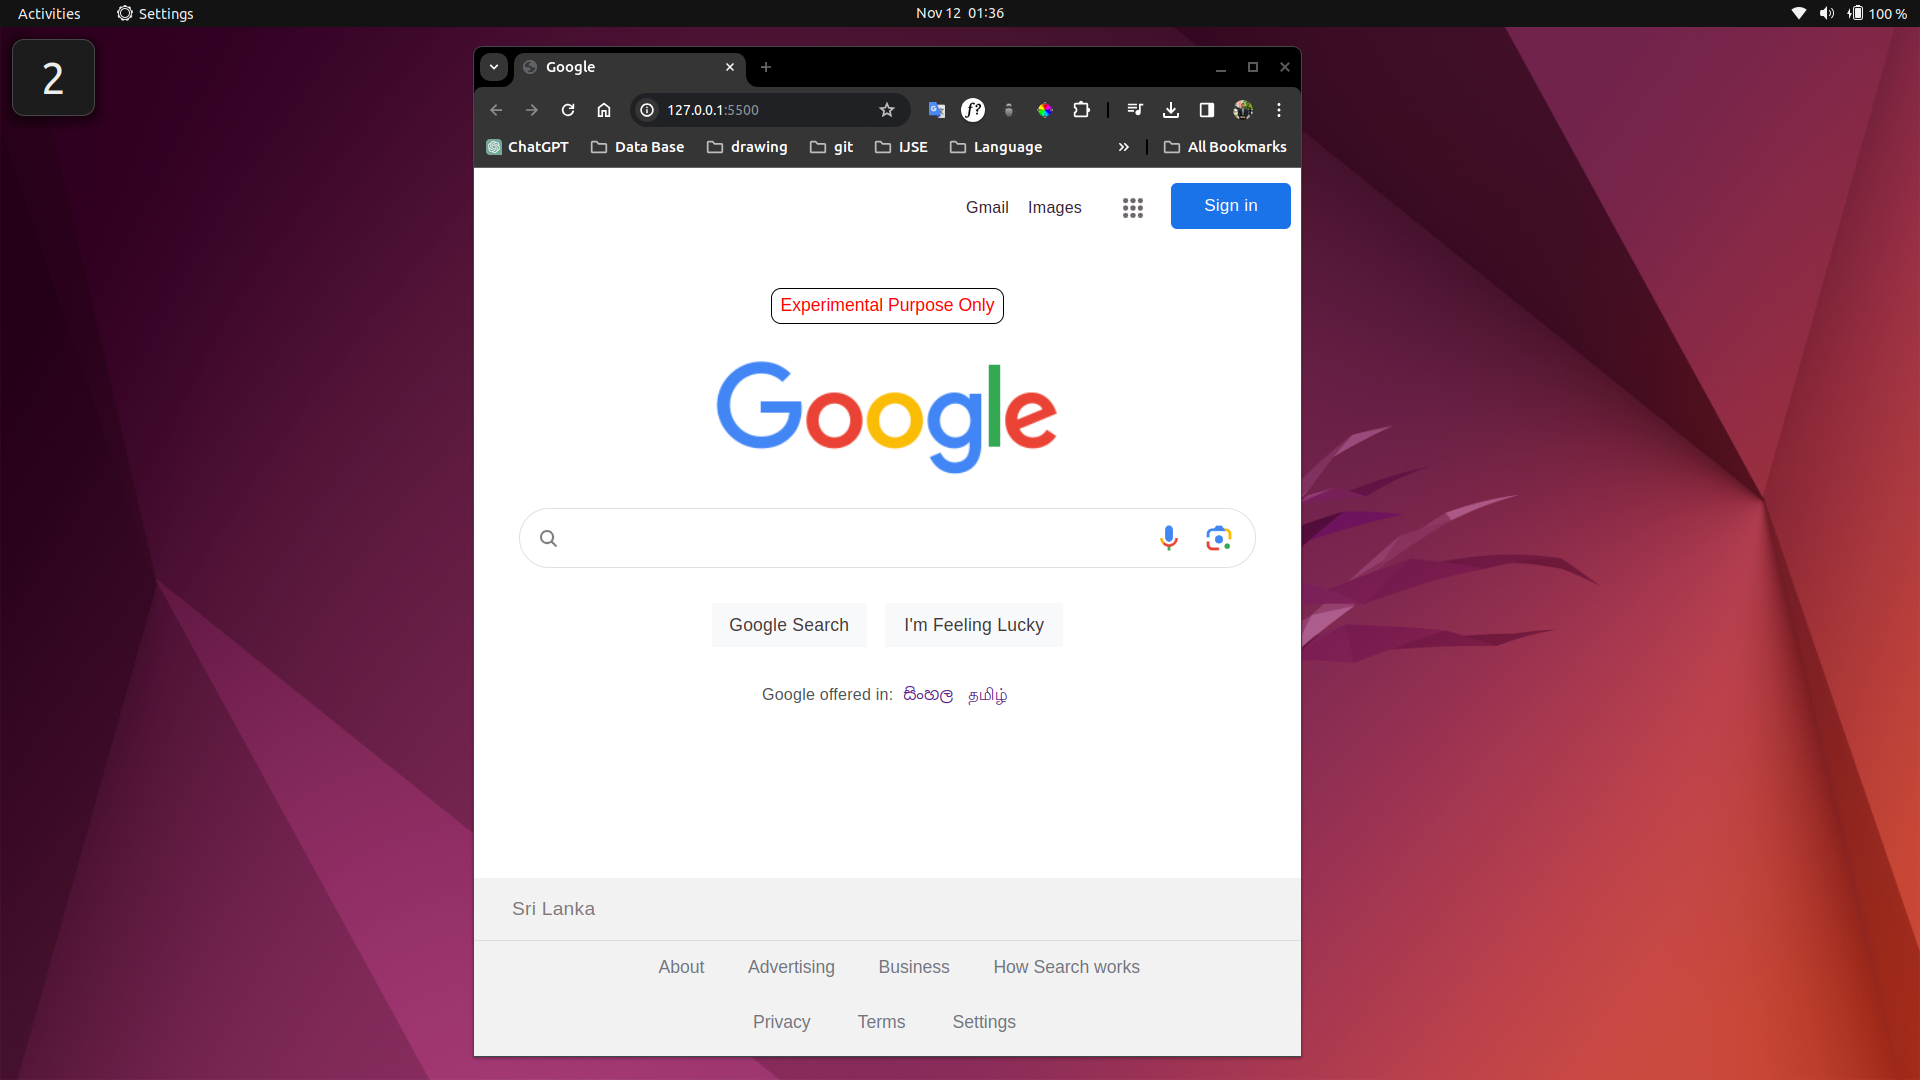 Activities Settings Nov 12 01:36 100 %
2
Google
127.0.0.1:5500
ChatGPT Data Base drawing git IJSE Language » All Bookmarks
Gmail Images Sign in
Experimental Purpose Only
Google
Google Search I'm Feeling Lucky
Google offered in: සිංහල தமிழ்
Sri Lanka
About Advertising Business How Search works
Privacy Terms Settings